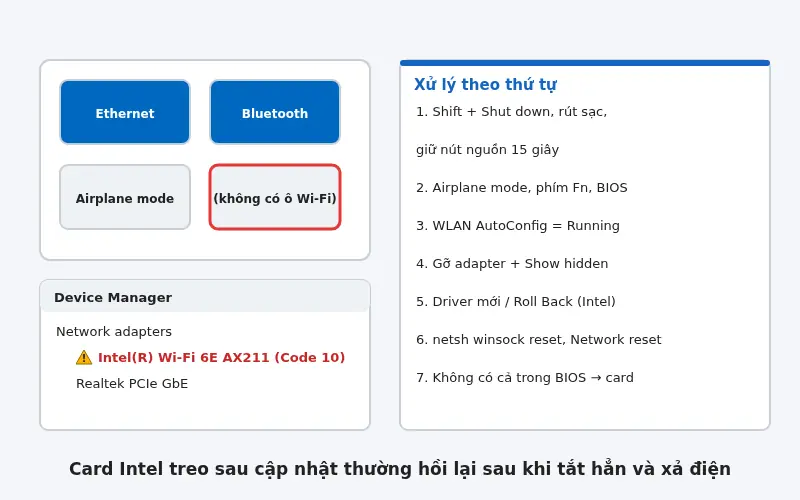 Ethernet
Bluetooth
Airplane mode
(không có ô Wi-Fi)
Device Manager
Network adapters
Intel(R) Wi-Fi 6E AX211 (Code 10)
Realtek PCIe GbE
Xử lý theo thứ tự
1. Shift + Shut down, rút sạc,
giữ nút nguồn 15 giây
2. Airplane mode, phím Fn, BIOS
3. WLAN AutoConfig = Running
4. Gỡ adapter + Show hidden
5. Driver mới / Roll Back (Intel)
6. netsh winsock reset, Network reset
7. Không có cả trong BIOS → card
Card Intel treo sau cập nhật thường hồi lại sau khi tắt hẳn và xả điện